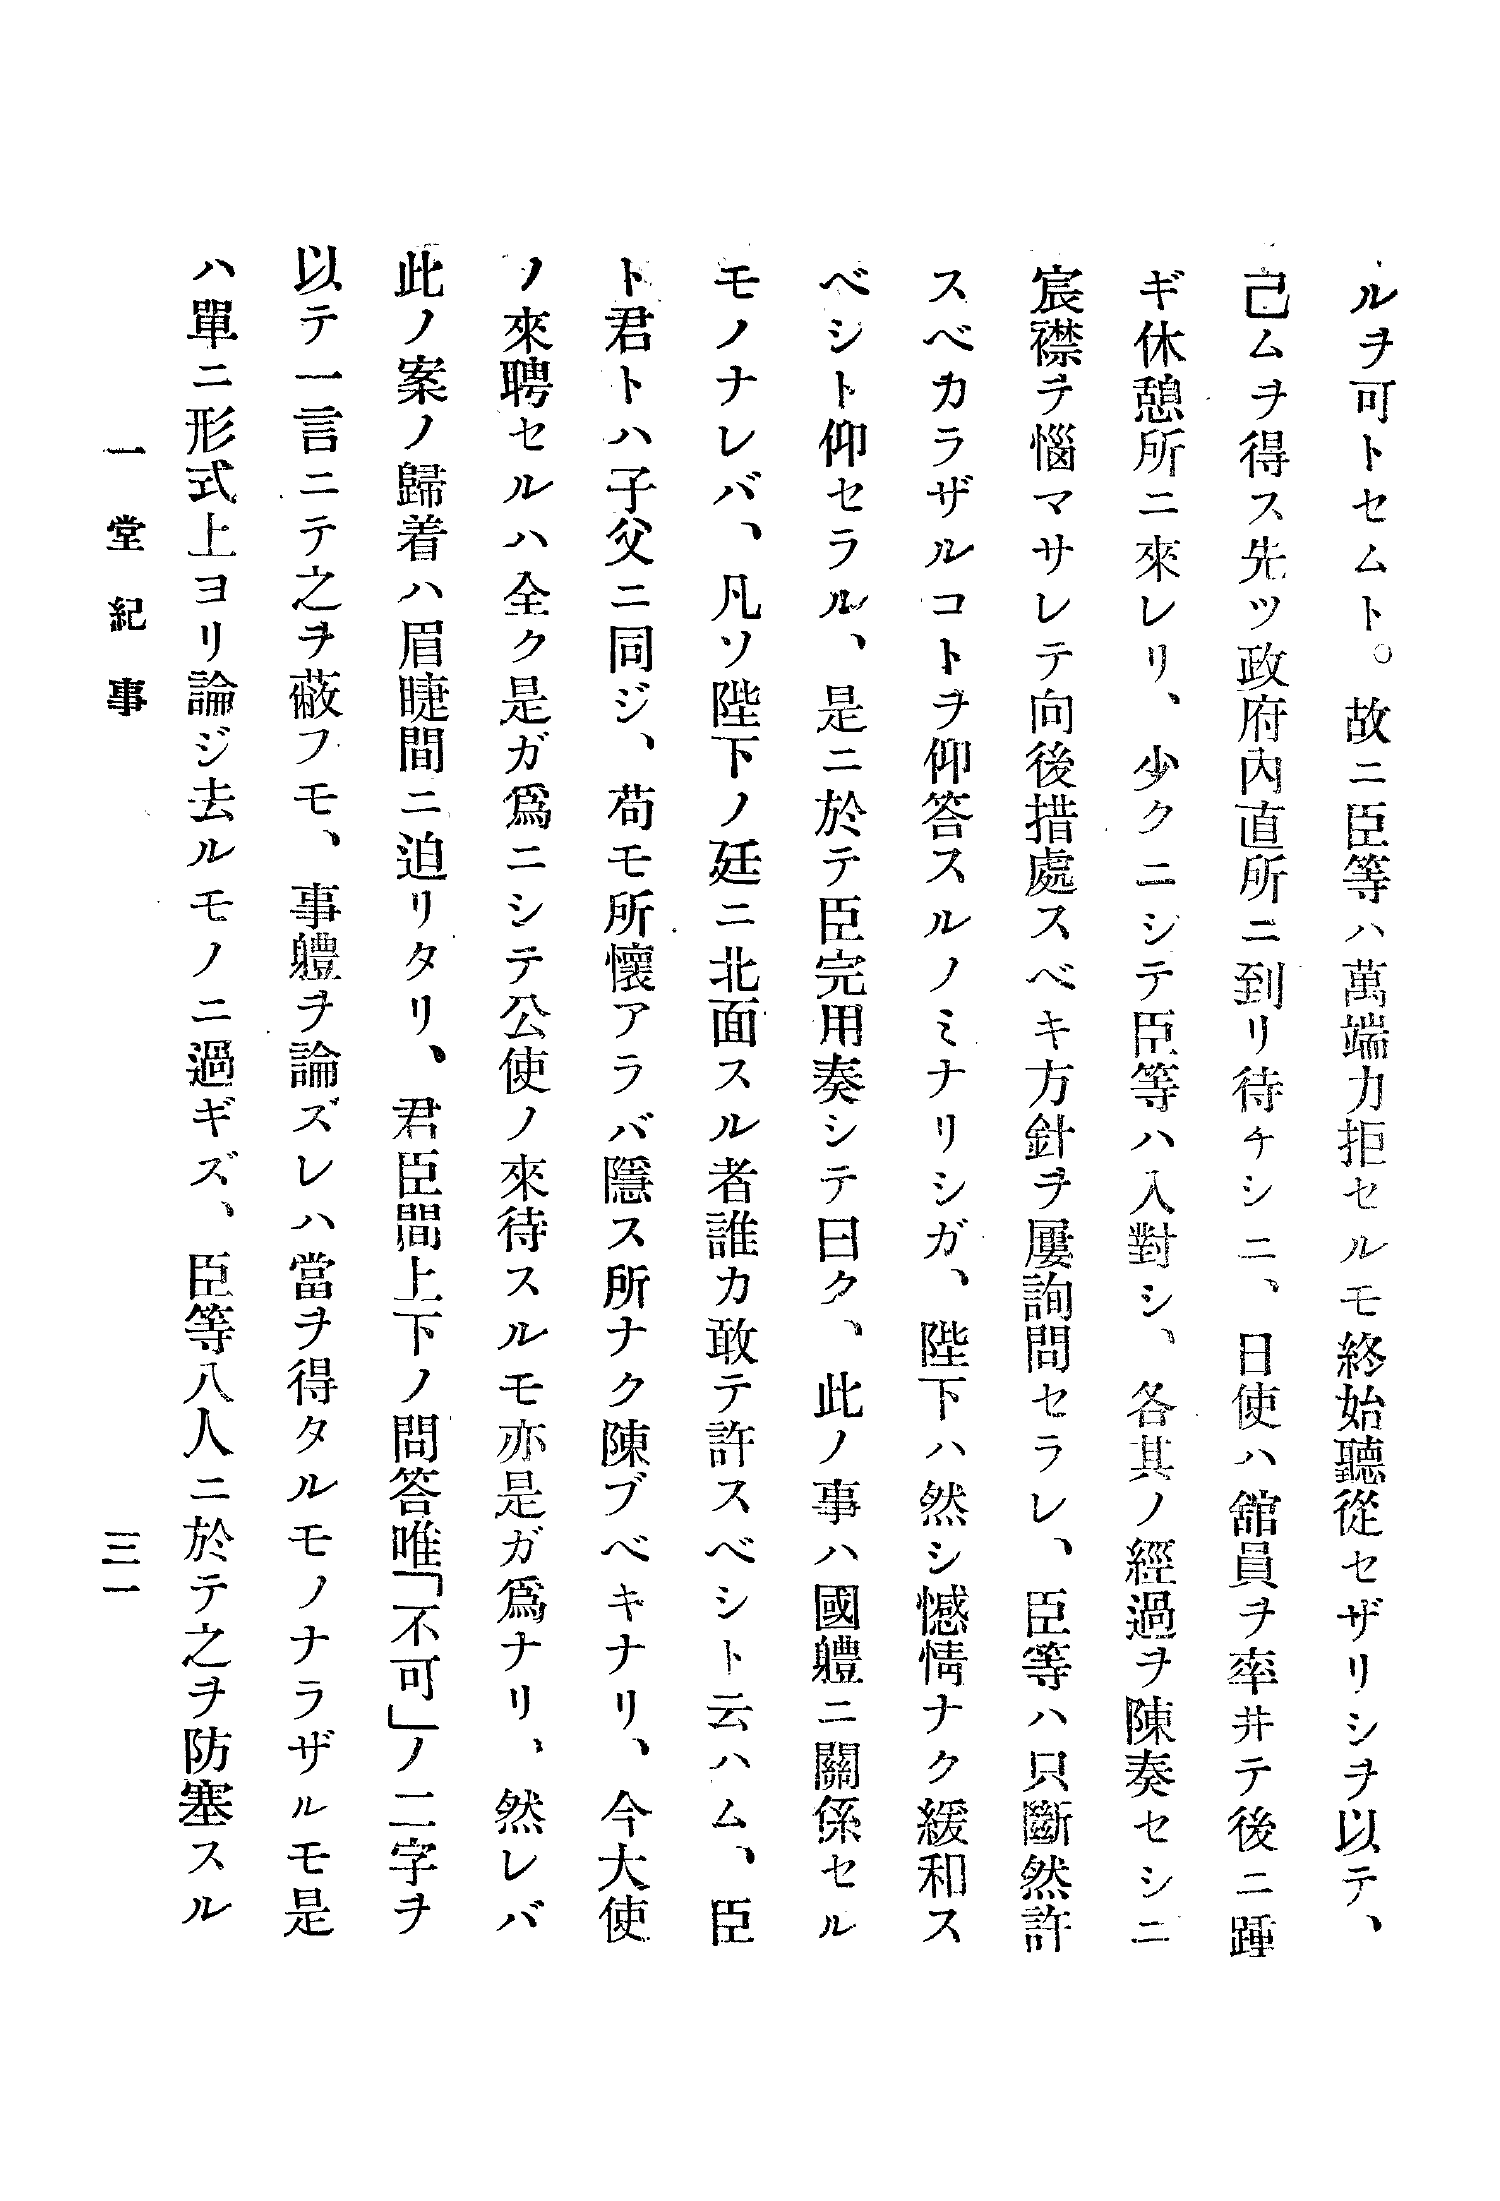 ルヲ可トセムト。故ニ臣等ハ萬端力拒セルモ終始聽從セザリシヲ以テ、
己ムヲ得ス先ツ政府內直所ニ到リ待チシニ、日使ハ舘員ヲ率井テ後ニ踵
ギ休憩所ニ來レリ、少クニシテ臣等ハ入對シ、各其ノ經過ヲ陳奏セシニ
宸襟ヲ惱マサレテ向後措處スベキ方針ヲ屢詢問セラレ、臣等ハ只斷然許
スベカラザルコトヲ仰答スルノミナリシガ、陛下ハ然シ憾情ナク緩和ス
ベシト仰セラル、是ニ於テ臣完用奏シテ曰ク、此ノ事ハ國軆ニ關係セル
モノナレバ、凡ソ陛下ノ廷ニ北面スル者誰カ敢テ許スベシト云ハム、臣
ト君トハ子父ニ同ジ、苟モ所懷アラバ隱ス所ナク陳ブベキナリ、今大使
ノ來聘セルハ全ク是ガ爲ニシテ公使ノ來待スルモ亦是ガ爲ナリ、然レバ
此ノ案ノ歸着ハ眉睫間ニ迫リタリ、君臣間上下ノ問答唯「不可」ノ二字ヲ
以テ一言ニテ之ヲ蔽フモ、事軆ヲ論ズレハ當ヲ得タルモノナラザルモ是
ハ單ニ形式上ヨリ論ジ去ルモノニ過ギズ、臣等八人ニ於テ之ヲ防塞スル
一堂紀事　三一